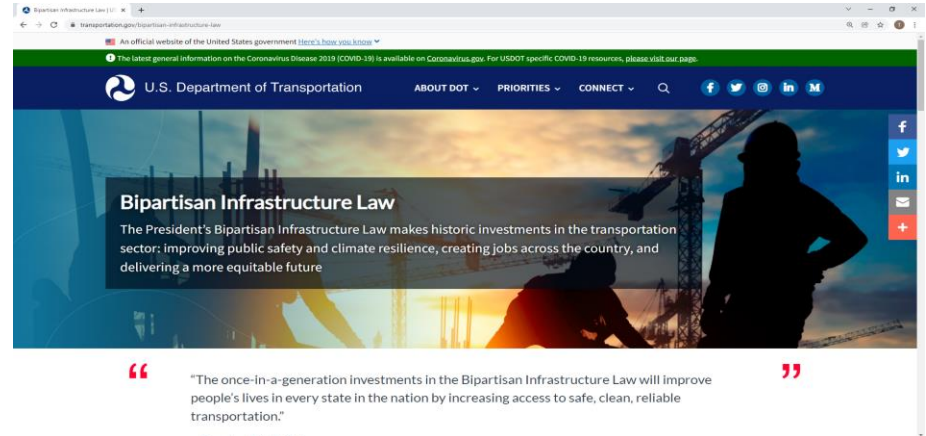 Bipartisan Infrastructure Law | U
transportation.gov/bipartisan-infrastructure-law
An official website of the United States government Here's how you know
The latest general information on the Coronavirus Disease 2019 (COVID-19) is available on Coronavirus.gov. For USDOT specific COVID-19 resources, please visit our page.
U.S. Department of Transportation ABOUT DOT PRIORITIES CONNECT
Bipartisan Infrastructure Law
The President's Bipartisan Infrastructure Law makes historic investments in the transportation
sector: improving public safety and climate resilience, creating jobs across the country, and
delivering a more equitable future
“ ”
"The once-in-a-generation investments in the Bipartisan Infrastructure Law will improve
people's lives in every state in the nation by increasing access to safe, clean, reliable
transportation."